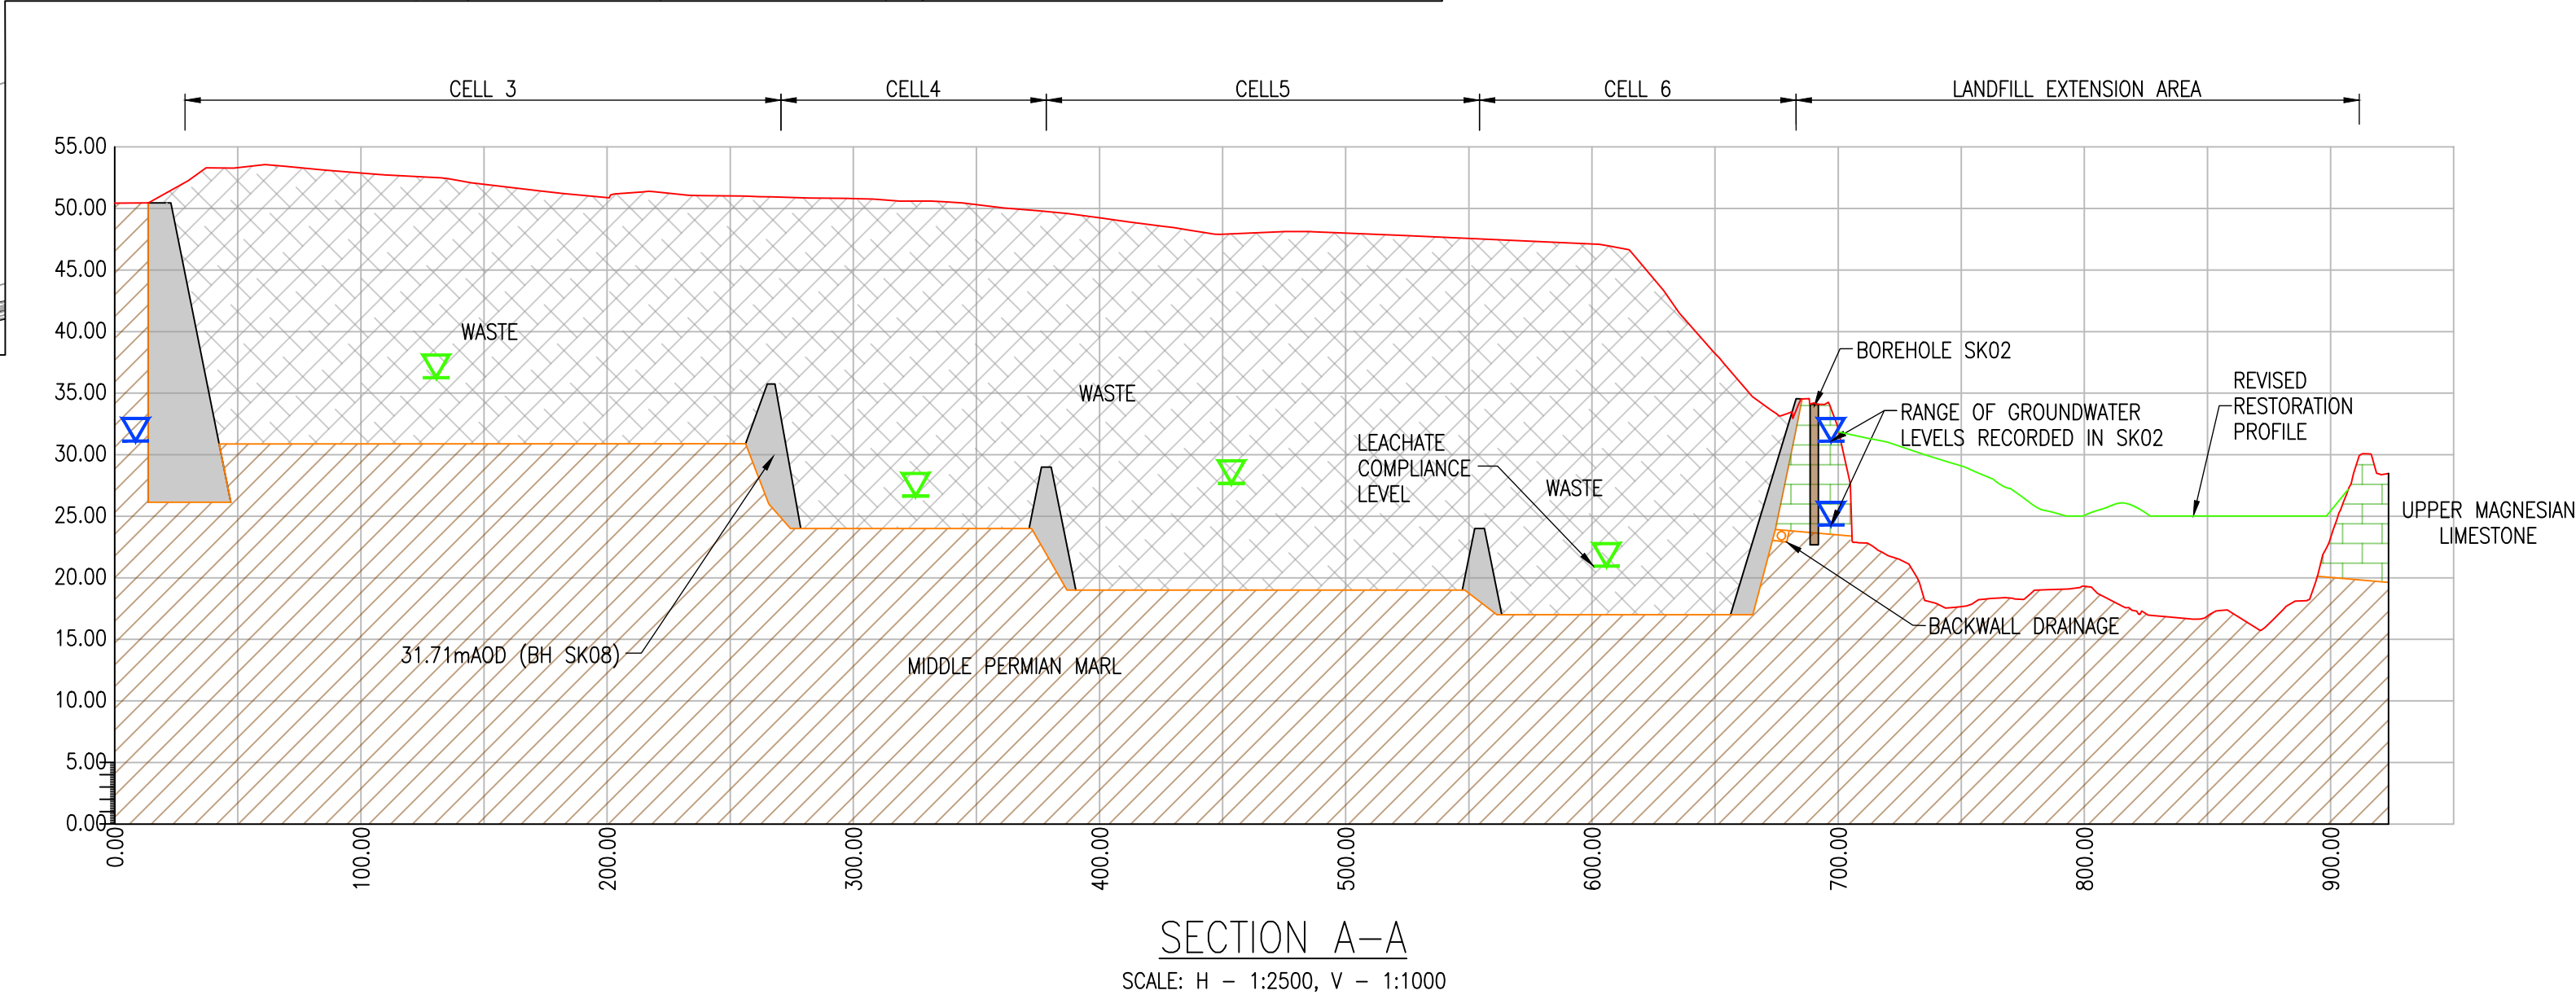 CELL 3
CELL4
CELL5
CELL 6
LANDFILL EXTENSION AREA
55.00
50.00
45.00
40.00
35.00
30.00
25.00
20.00
15.00
10.00
5.00
0.00
WASTE
WASTE
WASTE
LEACHATE
COMPLIANCE
LEVEL
BOREHOLE SK02
RANGE OF GROUNDWATER
LEVELS RECORDED IN SK02
REVISED
RESTORATION
PROFILE
UPPER MAGNESIAN
LIMESTONE
BACKWALL DRAINAGE
31.71mAOD (BH SK08)
MIDDLE PERMIAN MARL
0.00
100.00
200.00
300.00
400.00
500.00
600.00
700.00
800.00
900.00
SECTION A-A
SCALE: H - 1:2500, V - 1:1000